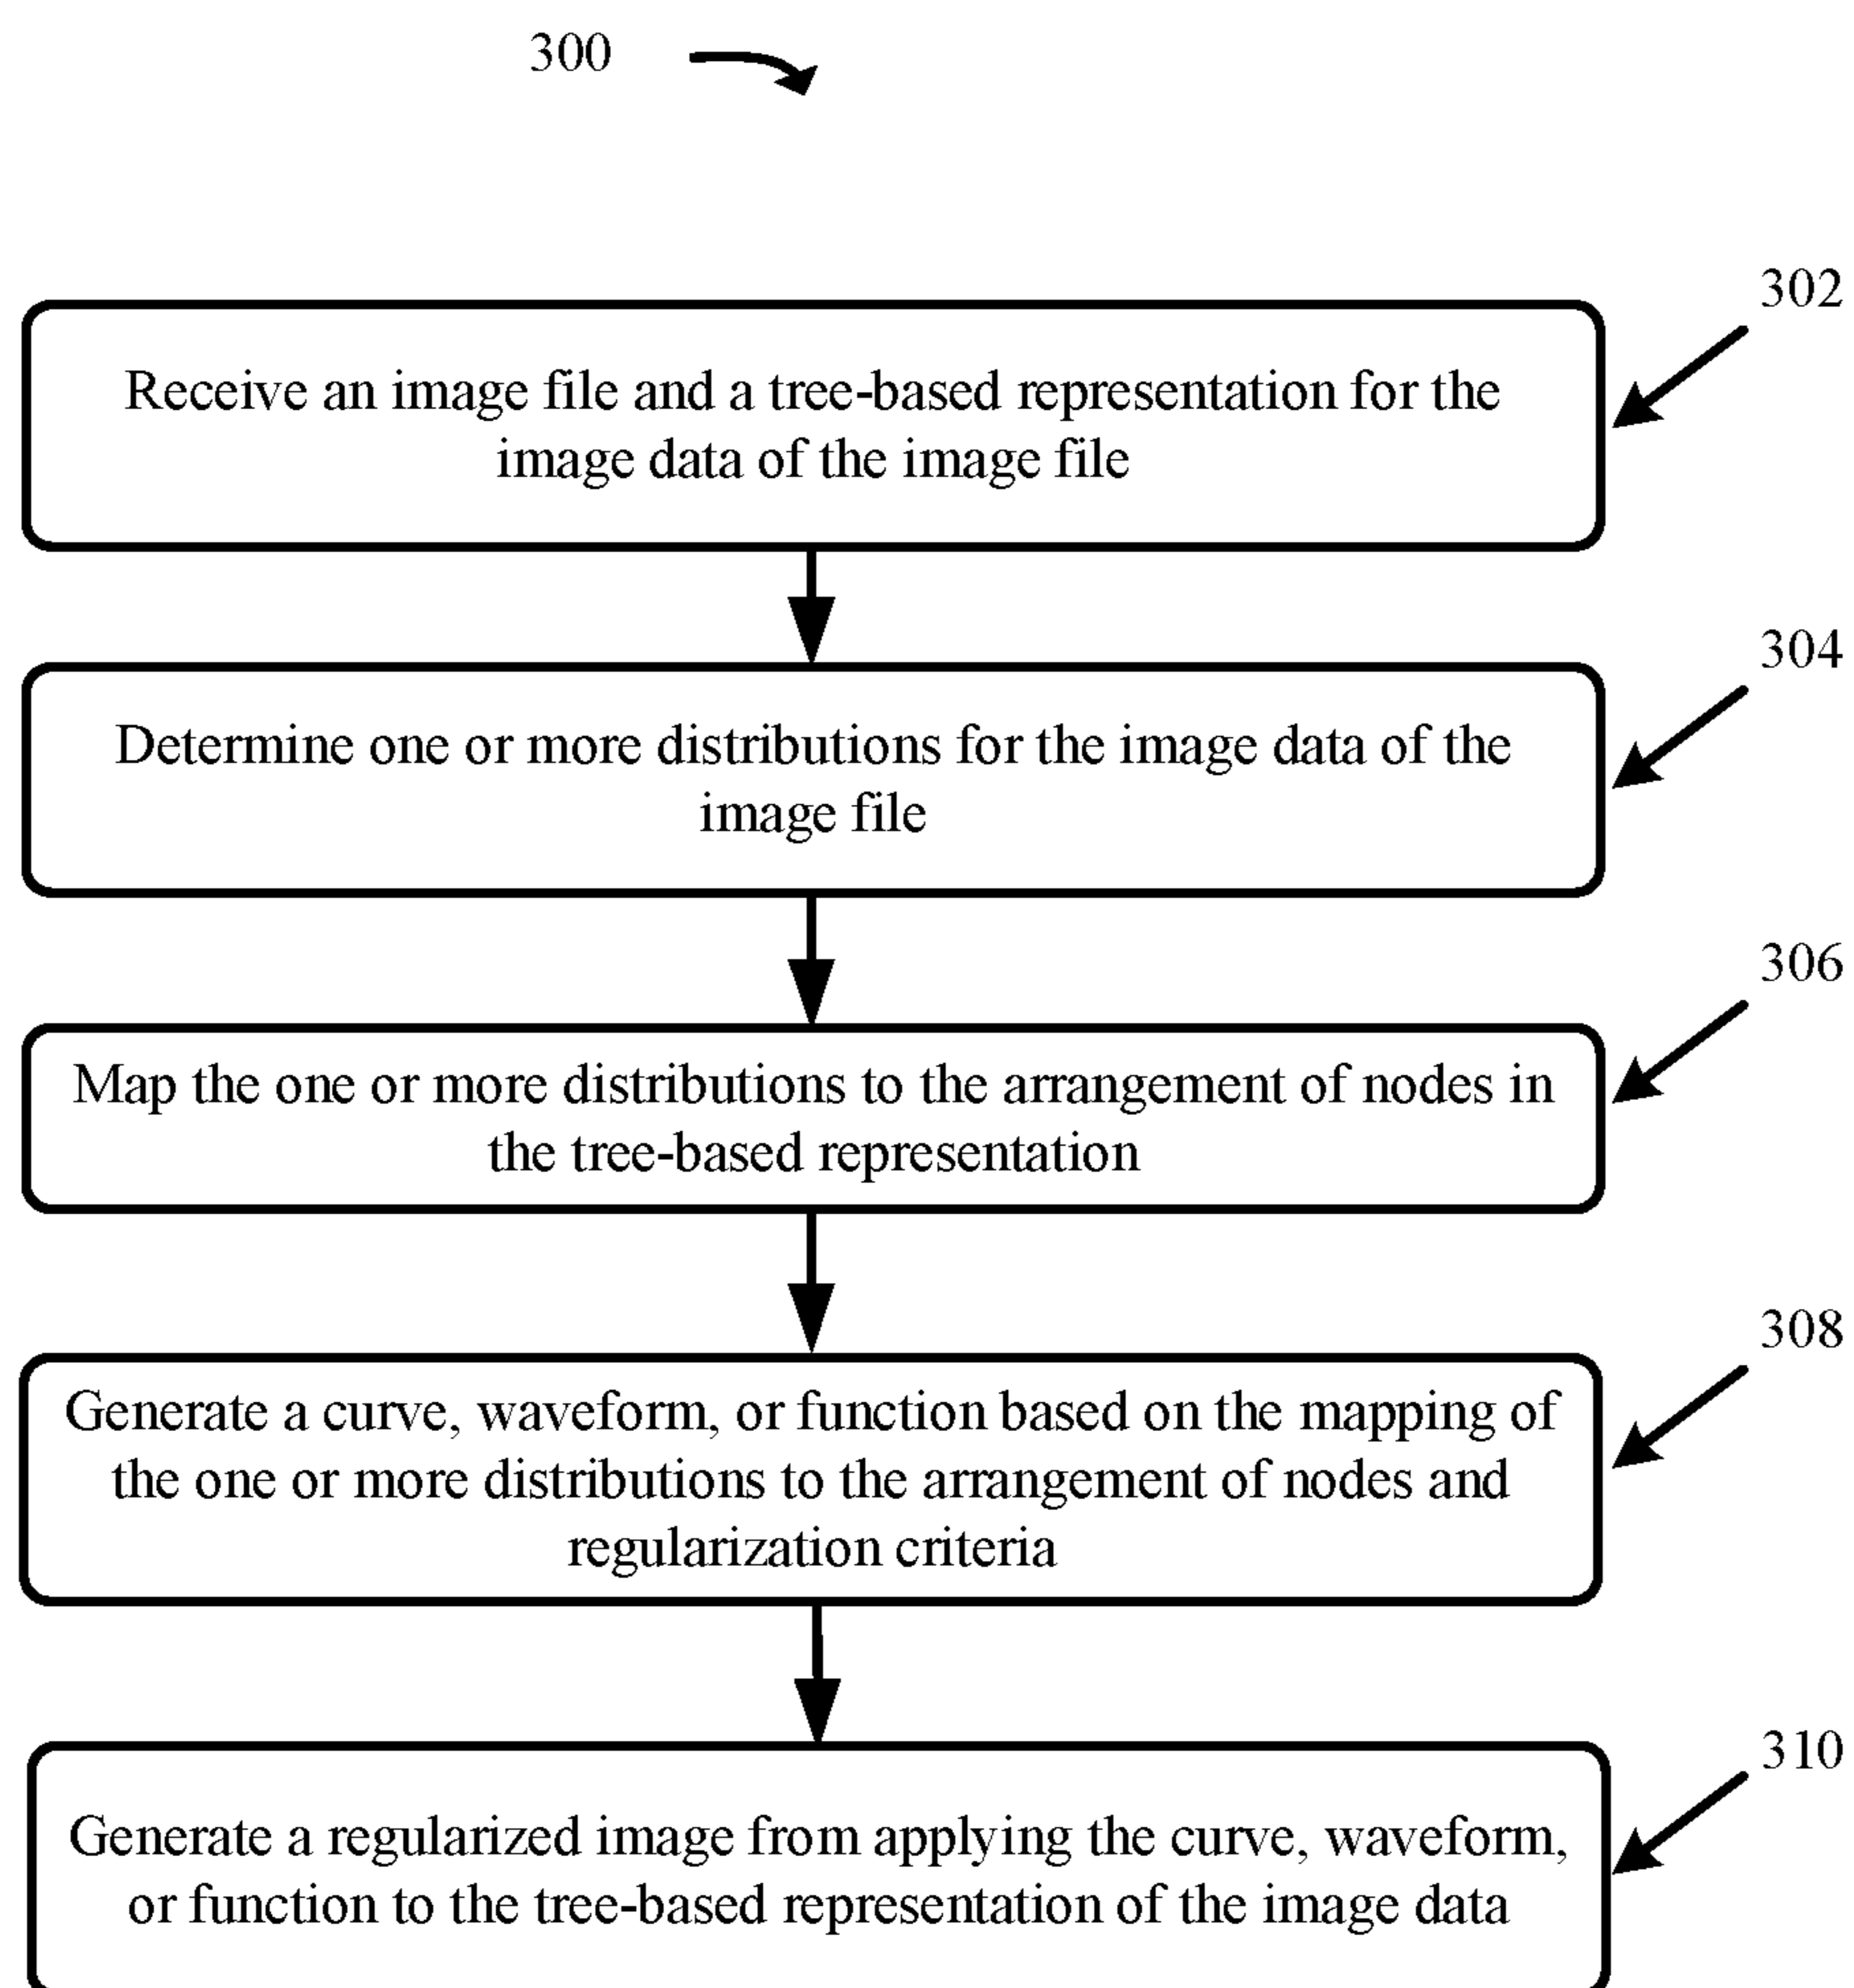 300
302
Receive an image file and a tree-based representation for the
image data of the image file
304
Determine one or more distributions for the image data of the
image file
306
Map the one or more distributions to the arrangement of nodes in
the tree-based representation
308
Generate a curve, waveform, or function based on the mapping of
the one or more distributions to the arrangement of nodes and
regularization criteria
310
Generate a regularized image from applying the curve, waveform,
or function to the tree-based representation of the image data